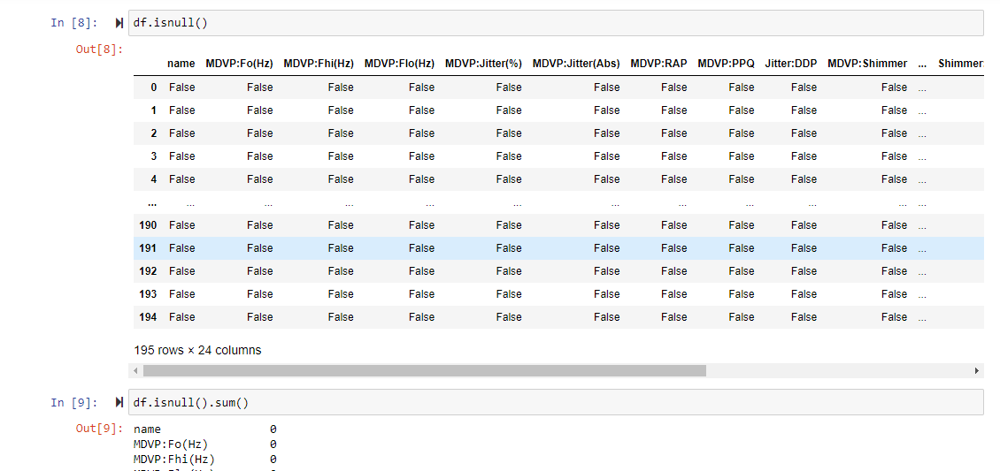 In [8]: df.isnull()
Out[8]:
name MDVP:Fo(Hz) MDVP:Fhi(Hz) MDVP:Flo(Hz) MDVP:Jitter(%) MDVP:Jitter(Abs) MDVP:RAP MDVP:PPQ Jitter:DDP MDVP:Shimmer ... Shimmer:
0 False False False False False False False False False False ...
1 False False False False False False False False False False ...
2 False False False False False False False False False False ...
3 False False False False False False False False False False ...
4 False False False False False False False False False False ...
... ... ... ... ... ... ... ... ... ... ... ...
190 False False False False False False False False False False ...
191 False False False False False False False False False False ...
192 False False False False False False False False False False ...
193 False False False False False False False False False False ...
194 False False False False False False False False False False ...
195 rows × 24 columns
In [9]: df.isnull().sum()
Out[9]: name 0
MDVP:Fo(Hz) 0
MDVP:Fhi(Hz) 0